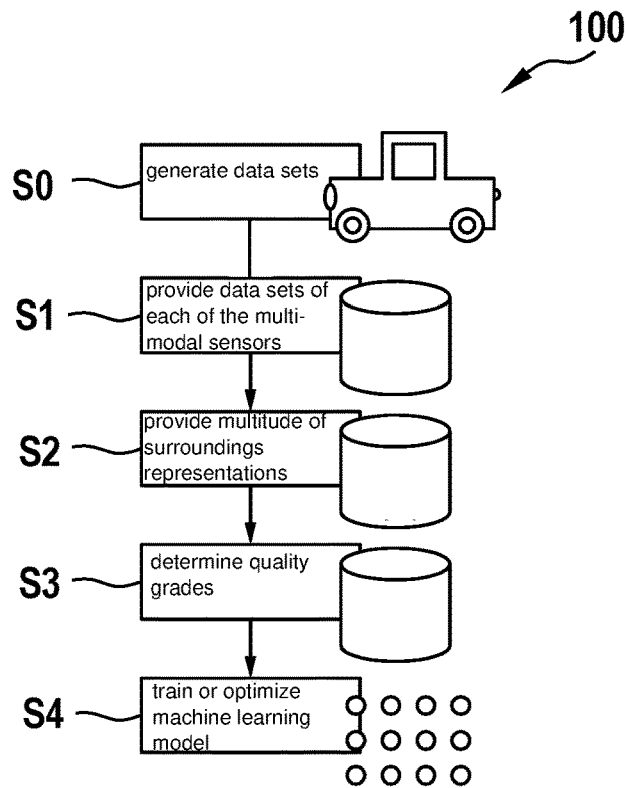 100
S0
generate data sets
S1
provide data sets of
each of the multi-
modal sensors
S2
provide multitude of
surroundings
representations
S3
determine quality
grades
S4
train or optimize
machine learning
model